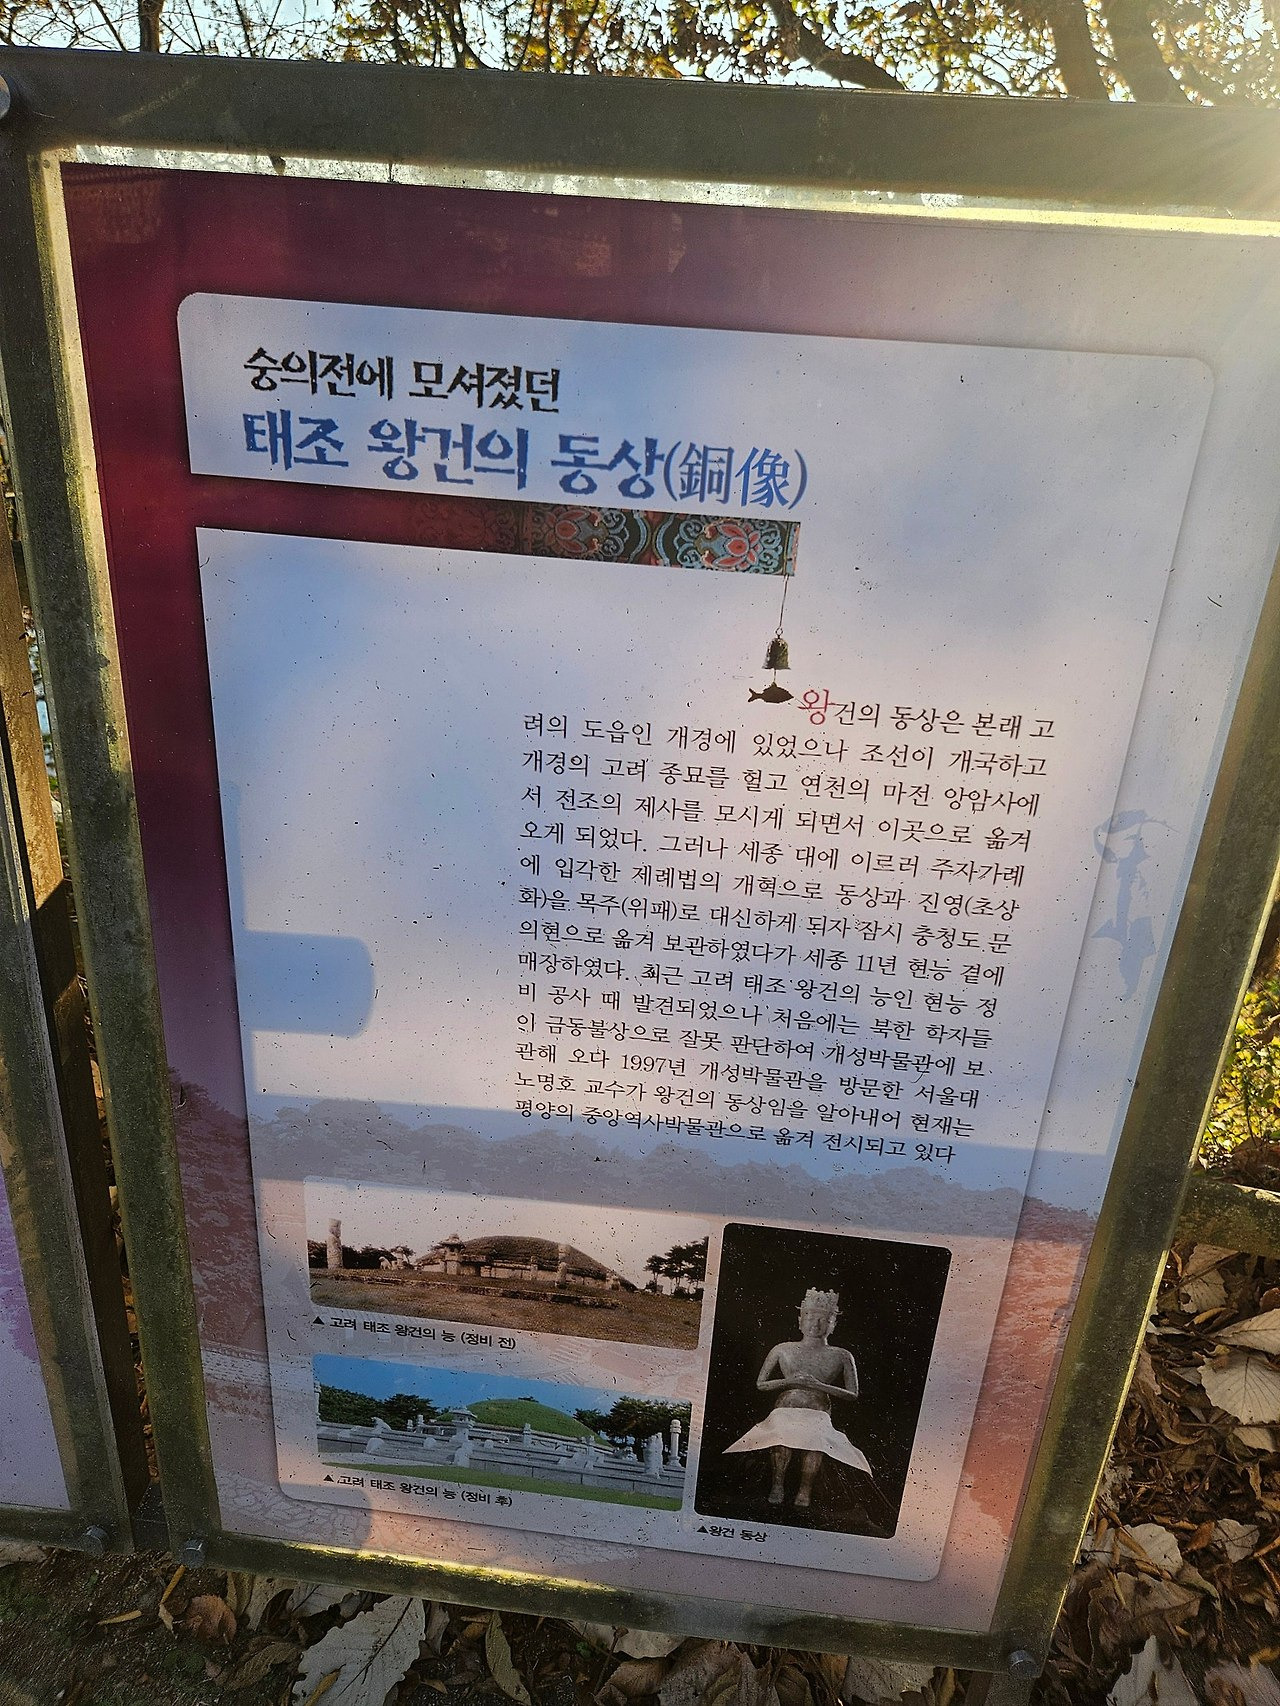 숭의전에 모셔졌던
태조 왕건의 동상(銅像)
왕건의 동상은 본래 고
려의 도읍인 개경에 있었으나 조선이 개국하고
개경의 고려 종묘를 헐고 연천의 마전 앙암사에
서 전조의 제사를 모시게 되면서 이곳으로 옮겨
오게 되었다. 그러나 세종 대에 이르러 주자가례
에 입각한 제례법의 개혁으로 동상과 진영(초상
화)을 목주(위패)로 대신하게 되자 잠시 충청도 문
의현으로 옮겨 보관하였다가 세종 11년 현능 곁에
매장하였다. 최근 고려 태조 왕건의 능인 현능 정
비 공사 때 발견되었으나 처음에는 북한 학자들
이 금동불상으로 잘못 판단하여 개성박물관에 보
관해 오다 1997년 개성박물관을 방문한 서울대
노명호 교수가 왕건의 동상임을 알아내어 현재는
평양의 중앙역사박물관으로 옮겨 전시되고 있다
▲ 고려 태조 왕건의 능 (정비 전)
▲ 고려 태조 왕건의 능 (정비 후)
▲왕건 동상